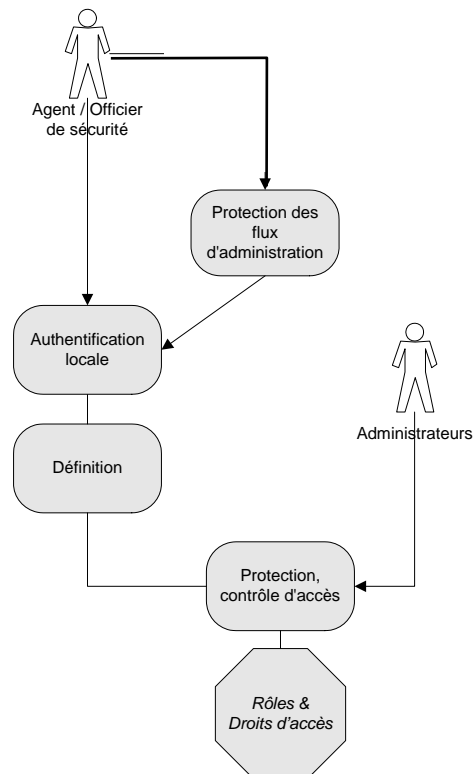 Agent / Officier
de sécurité
Protection des
flux
d'administration
Authentification
locale
Administrateurs
Définition
Protection,
contrôle d'accès
Rôles &
Droits d’accès